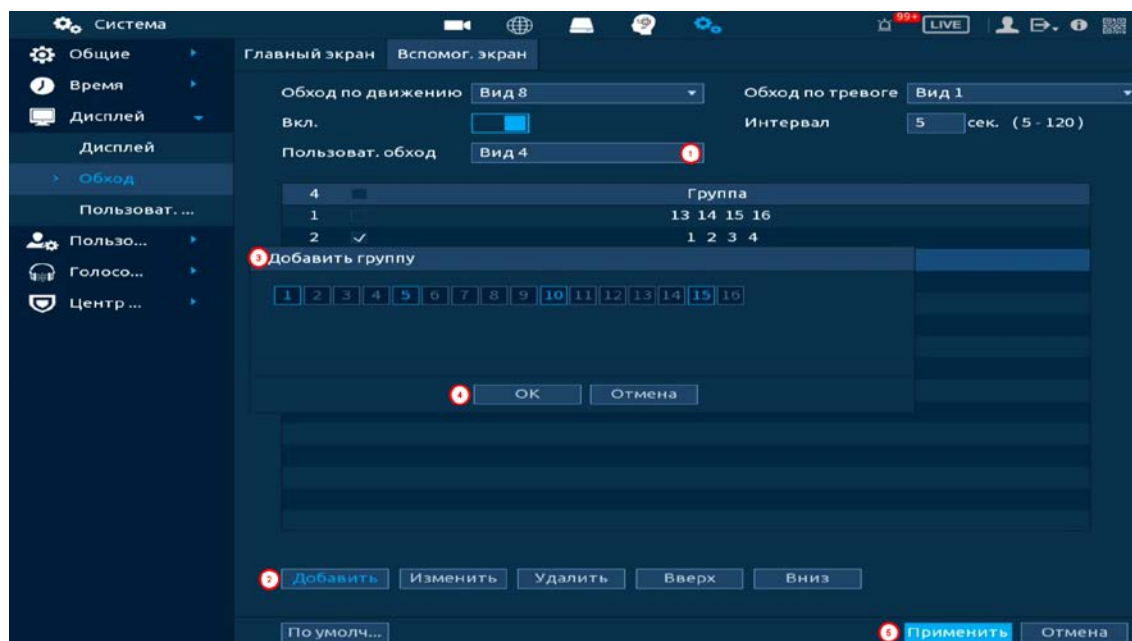 Система 99+ LIVE
Общие
Время
Дисплей
Дисплей
Обход
Пользоват. ...
Пользо...
Голосо...
Центр ...
Главный экран Вспомог. экран
Обход по движению Вид 8 Обход по тревоге Вид 1
Вкл. Интервал 5 сек. (5 - 120)
Пользоват. обход Вид 4 1
4 Группа
1 13 14 15 16
2 1 2 3 4
3 Добавить группу
1 2 3 4 5 6 7 8 9 10 11 12 13 14 15 16
4 OK Отмена
2 Добавить Изменить Удалить Вверх Вниз
По умолч... 5 Применить Отмена